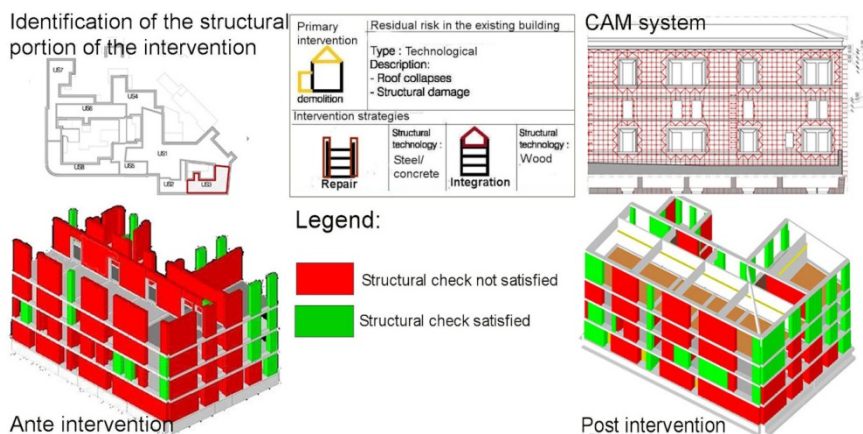 Identification of the structural
portion of the intervention
US7
US6
US4
US1
US5
US2
US3
Primary
intervention
demolition
Residual risk in the existing building
Type : Technological
Description:
- Roof collapses
- Structural damage
Intervention strategies
Repair
Structural
technology :
Steel/
concrete
Integration
Structural
technology :
Wood
CAM system
Legend:
Structural check not satisfied
Structural check satisfied
Ante intervention
Post intervention